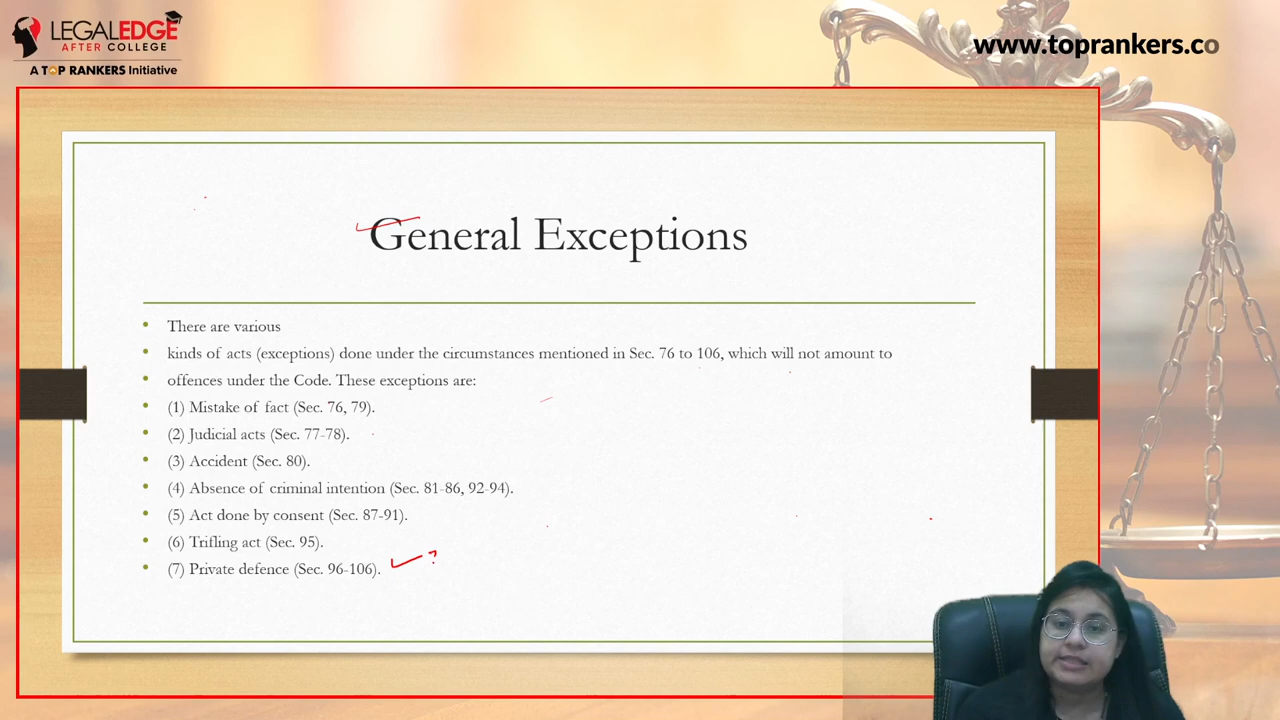 LEGALEDGE
AFTER COLLEGE
A TOP RANKERS Initiative
www.toprankers.co
General Exceptions
• There are various
• kinds of acts (exceptions) done under the circumstances mentioned in Sec. 76 to 106, which will not amount to
• offences under the Code. These exceptions are:
• (1) Mistake of fact (Sec. 76, 79).
• (2) Judicial acts (Sec. 77-78).
• (3) Accident (Sec. 80).
• (4) Absence of criminal intention (Sec. 81-86, 92-94).
• (5) Act done by consent (Sec. 87-91).
• (6) Trifling act (Sec. 95).
• (7) Private defence (Sec. 96-106). ?